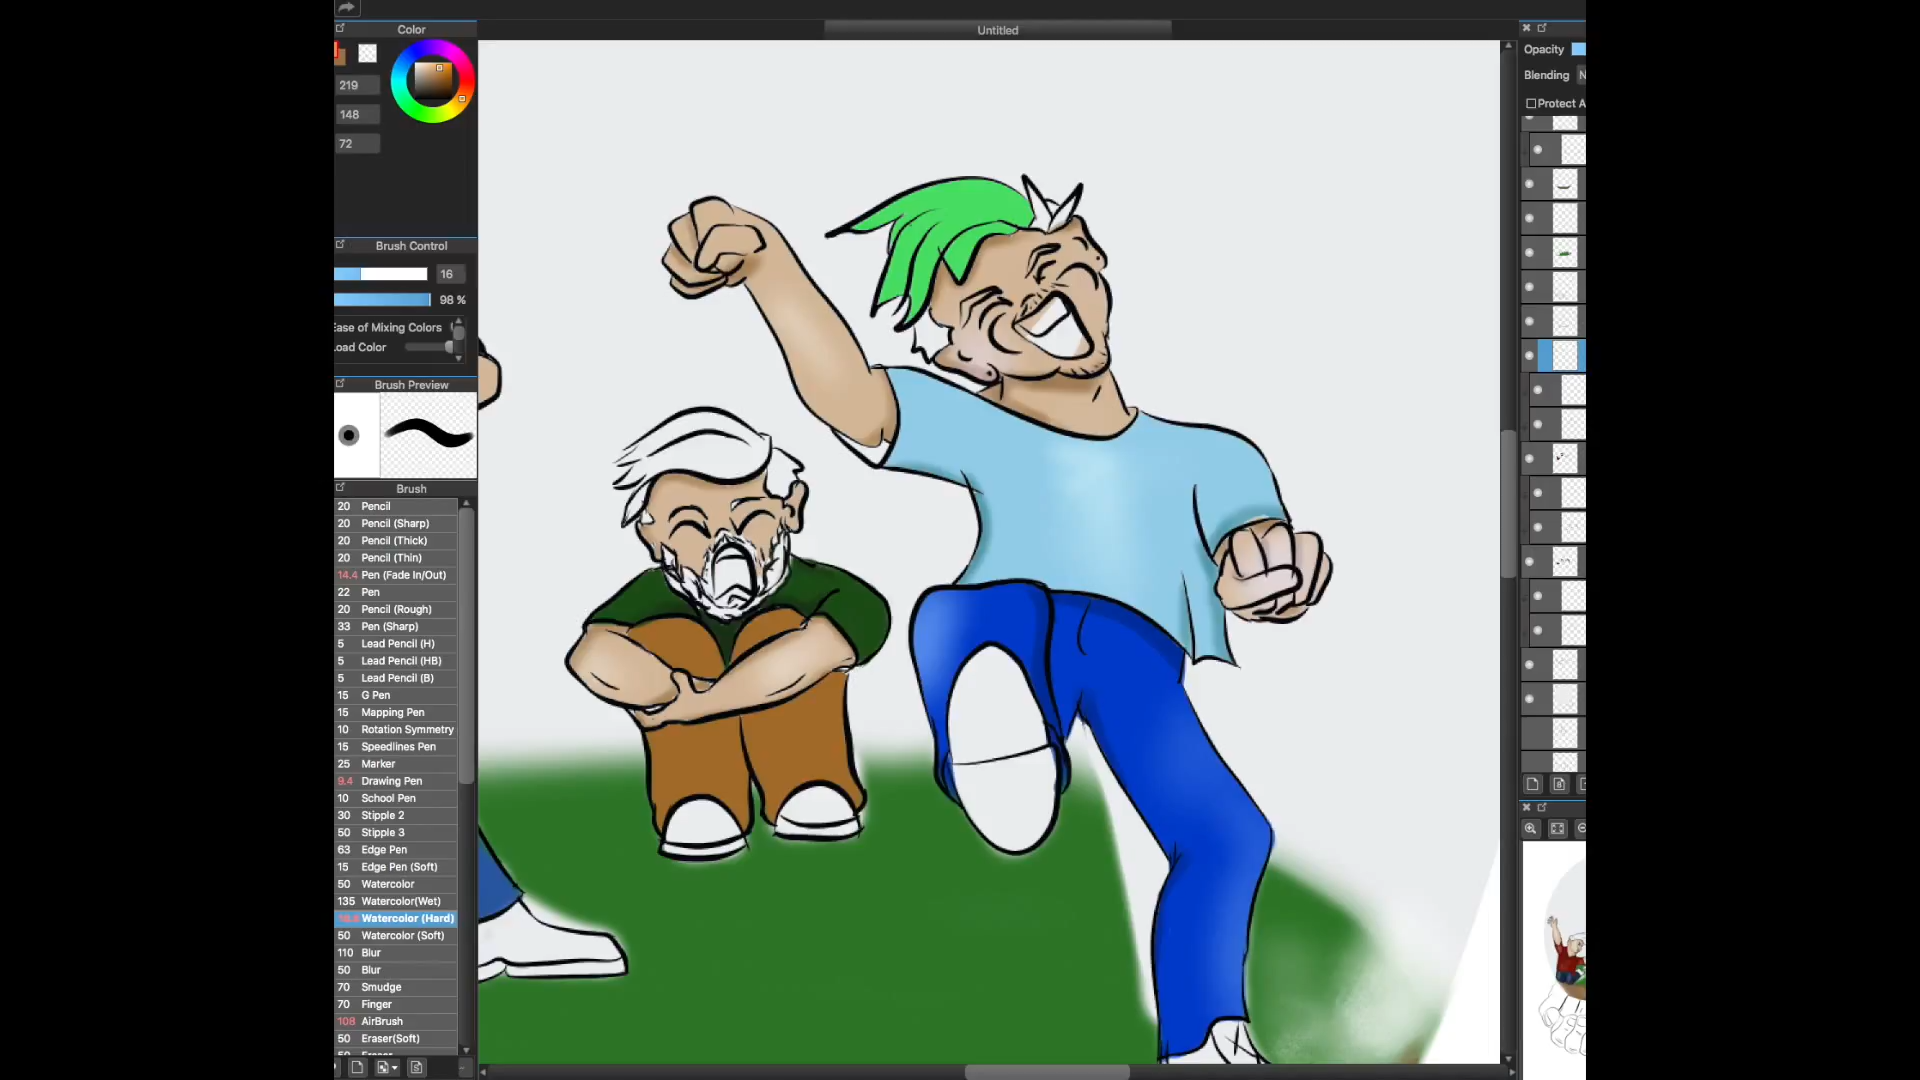 Color
Untitled
Opacity
Blending N
219
148
Protect A
72
Brush Control
16
98 %
Ease of Mixing Colors
Load Color
Brush Preview
Brush
20 Pencil
20 Pencil (Sharp)
20 Pencil (Thick)
20 Pencil (Thin)
14.4 Pen (Fade In/Out)
22 Pen
20 Pencil (Rough)
33 Pen (Sharp)
5 Lead Pencil (H)
5 Lead Pencil (HB)
5 Lead Pencil (B)
15 G Pen
15 Mapping Pen
10 Rotation Symmetry
15 Speedlines Pen
25 Marker
9.4 Drawing Pen
10 School Pen
30 Stipple 2
50 Stipple 3
63 Edge Pen
15 Edge Pen (Soft)
50 Watercolor
135 Watercolor(Wet)
Watercolor (Hard)
50 Watercolor (Soft)
110 Blur
50 Blur
70 Smudge
70 Finger
108 AirBrush
50 Eraser(Soft)